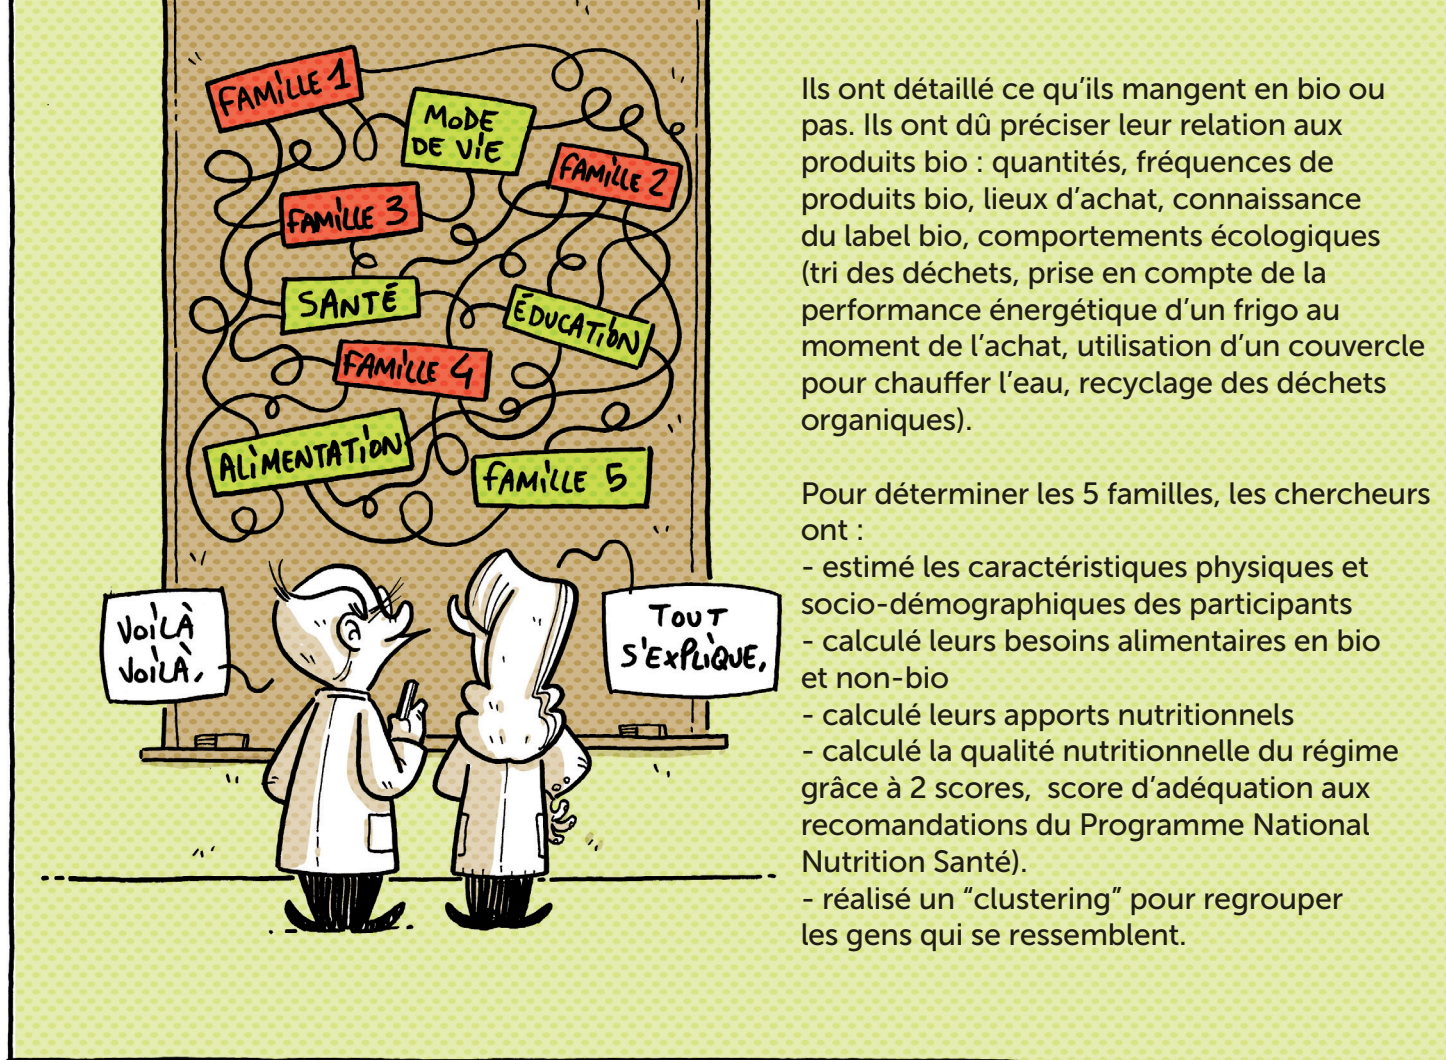 FAMILLE 1
MODE
DE VIE
FAMILLE 2
FAMILLE 3
SANTÉ
ÉDUCATION
FAMILLE 4
ALIMENTATION
FAMILLE 5
VOILÀ
VOILÀ.
TOUT
S'EXPLIQUE.
Ils ont détaillé ce qu'ils mangent en bio ou
pas. Ils ont dû préciser leur relation aux
produits bio : quantités, fréquences de
produits bio, lieux d'achat, connaissance
du label bio, comportements écologiques
(tri des déchets, prise en compte de la
performance énergétique d'un frigo au
moment de l'achat, utilisation d'un couvercle
pour chauffer l'eau, recyclage des déchets
organiques).
Pour déterminer les 5 familles, les chercheurs
ont :
- estimé les caractéristiques physiques et
socio-démographiques des participants
- calculé leurs besoins alimentaires en bio
et non-bio
- calculé leurs apports nutritionnels
- calculé la qualité nutritionnelle du régime
grâce à 2 scores,  score d'adéquation aux
recomandations du Programme National
Nutrition Santé).
- réalisé un "clustering" pour regrouper
les gens qui se ressemblent.